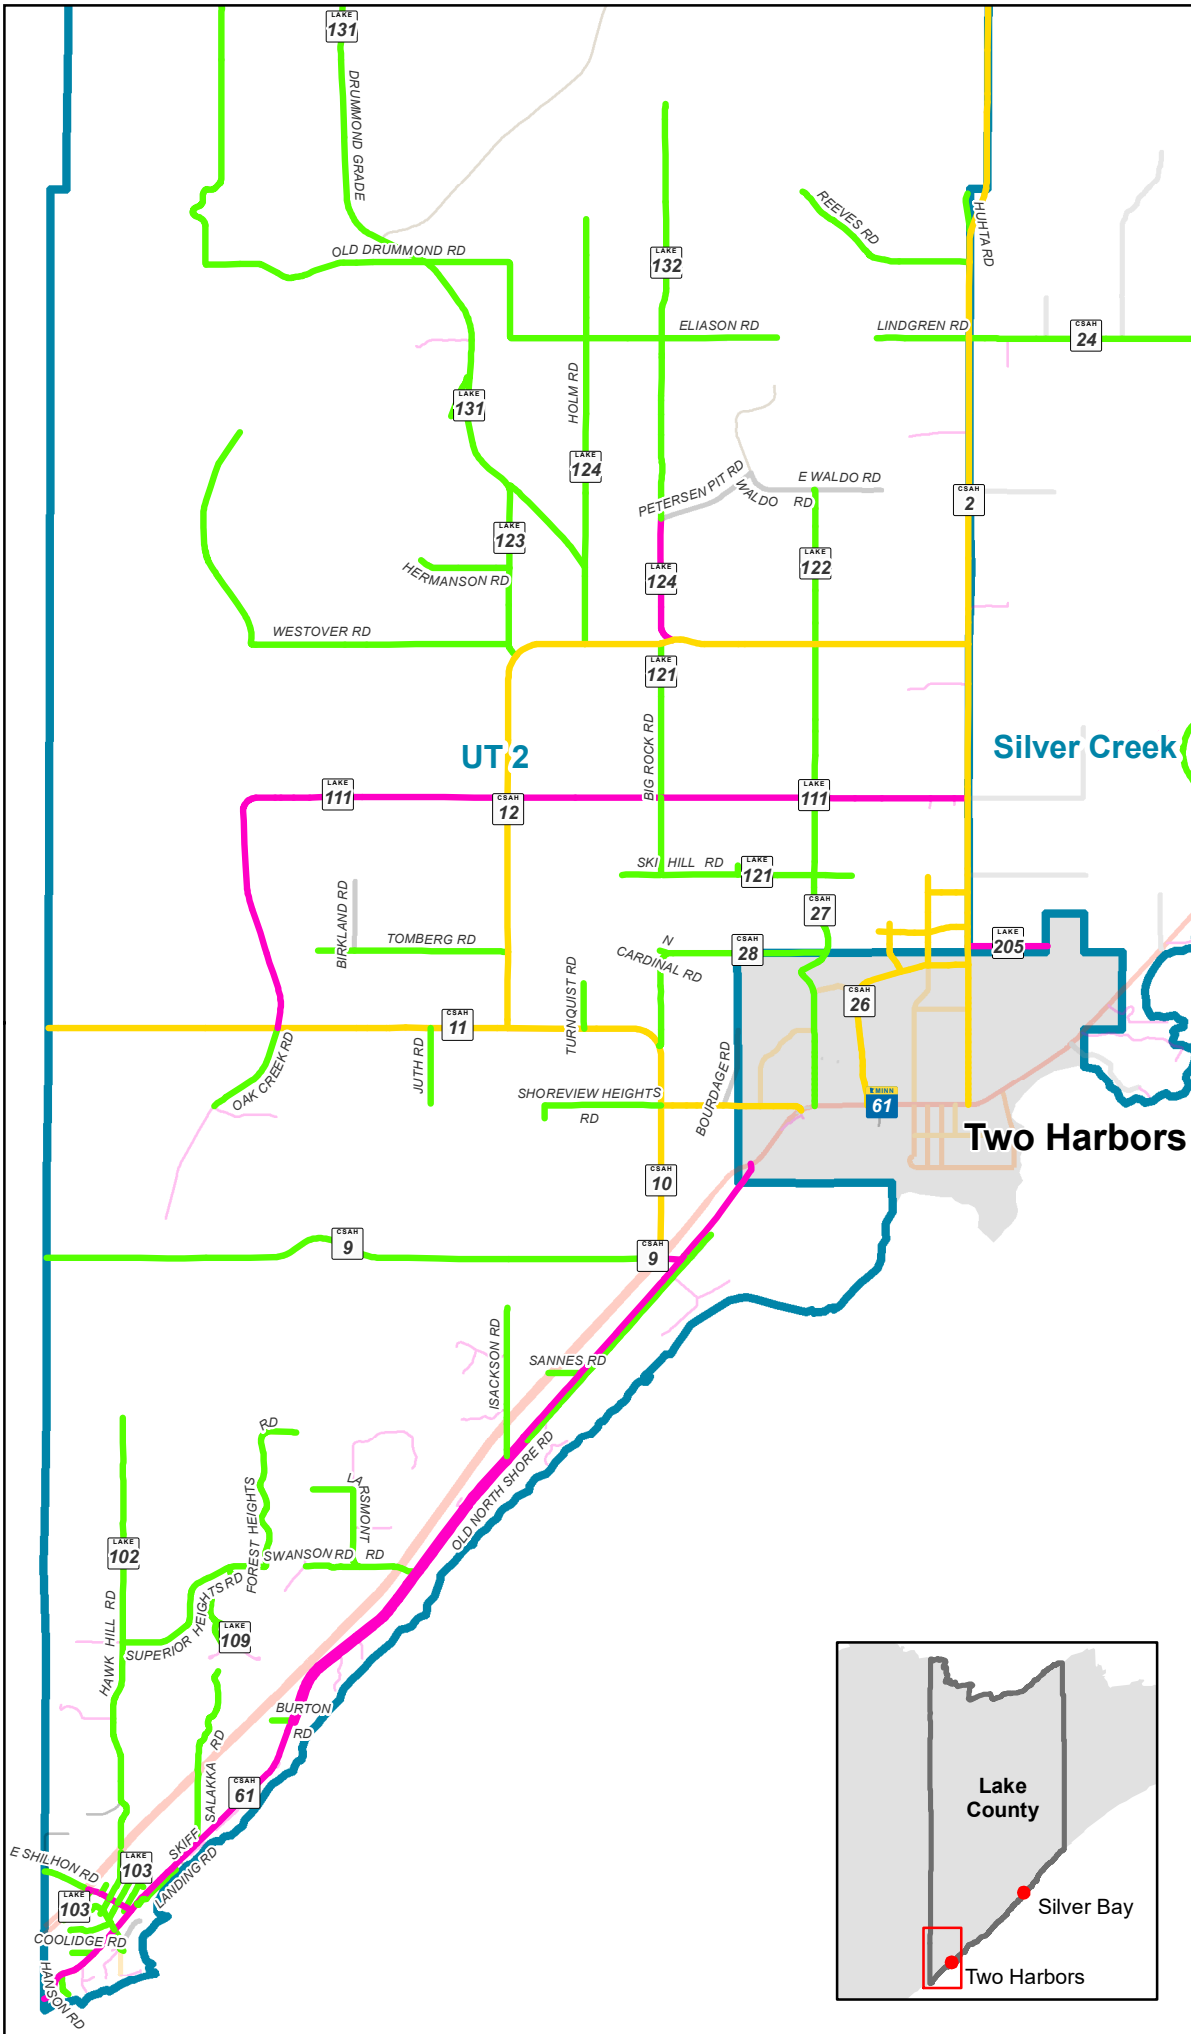 LAKE
131
DRUMMOND GRADE
REEVES RD
HUHTA RD
OLD DRUMMOND RD
LAKE
132
ELIASON RD
LINDGREN RD
CSAH
24
HOLM RD
LAKE
131
LAKE
124
PETERSEN PIT RD
WALDO RD
E WALDO RD
CSAH
2
LAKE
123
LAKE
122
HERMANSON RD
LAKE
124
WESTOVER RD
LAKE
121
BIG ROCK RD
UT 2
Silver Creek
LAKE
111
CSAH
12
LAKE
111
SKI HILL RD
LAKE
121
BIRKLAND RD
CSAH
27
TOMBERG RD
N
CARDINAL RD
CSAH
28
LAKE
205
TURNQUIST RD
CSAH
26
CSAH
11
OAK CREEK RD
JUTH RD
SHOREVIEW HEIGHTS
RD
BOURDAGE RD
MINN
61
Two Harbors
CSAH
10
CSAH
9
CSAH
9
ISACKSON RD
SANNES RD
RD
FOREST HEIGHTS
LARSMONT
RD
OLD NORTH SHORE RD
LAKE
102
SWANSON RD
HAWK HILL RD
SUPERIOR HEIGHTS RD
LAKE
109
BURTON
RD
SALAKKA RD
CSAH
61
SKIFF
LANDING RD
E SHILHON RD
LAKE
103
LAKE
103
COOLIDGE RD
HANSON RD
Lake
County
Silver Bay
Two Harbors